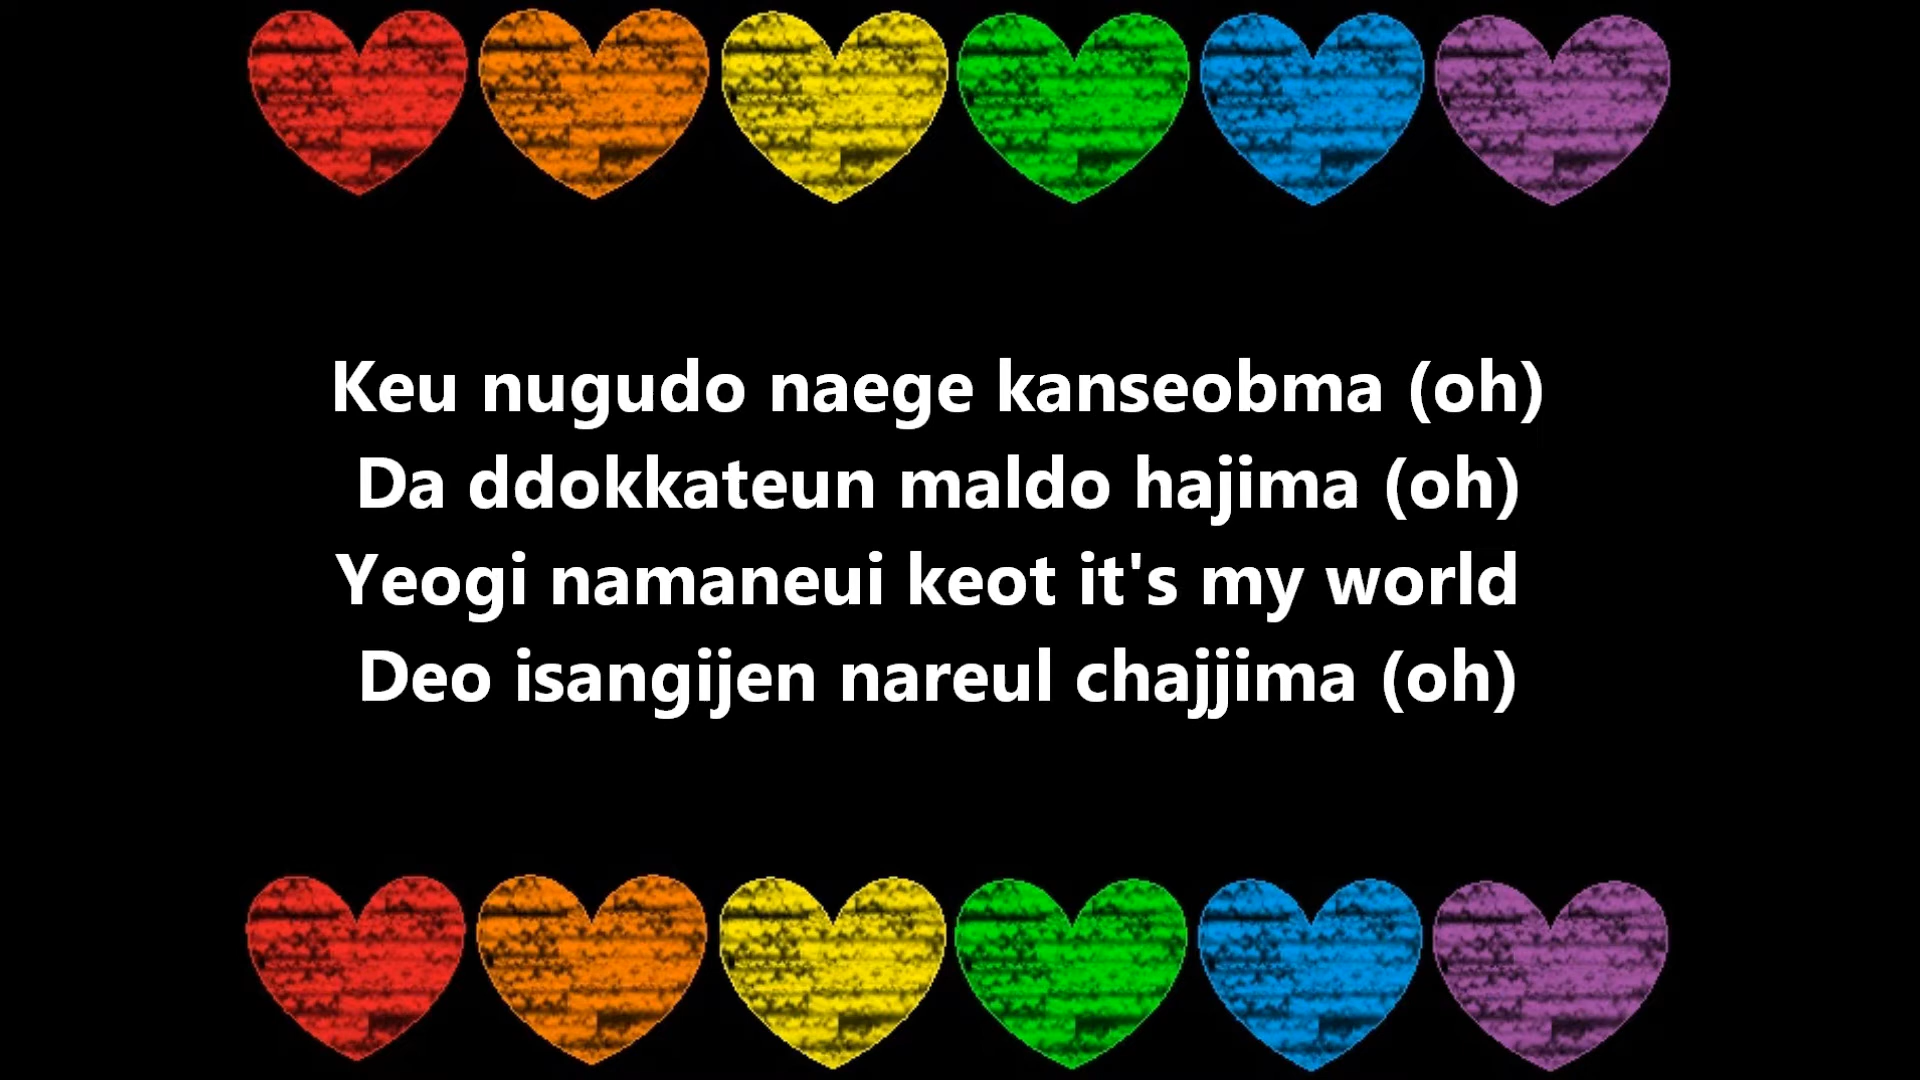 Keu nugudo naege kanseobma (oh)
Da ddokkateun maldo hajima (oh)
Yeogi namaneui keot it's my world
Deo isangijen nareul chajjima (oh)